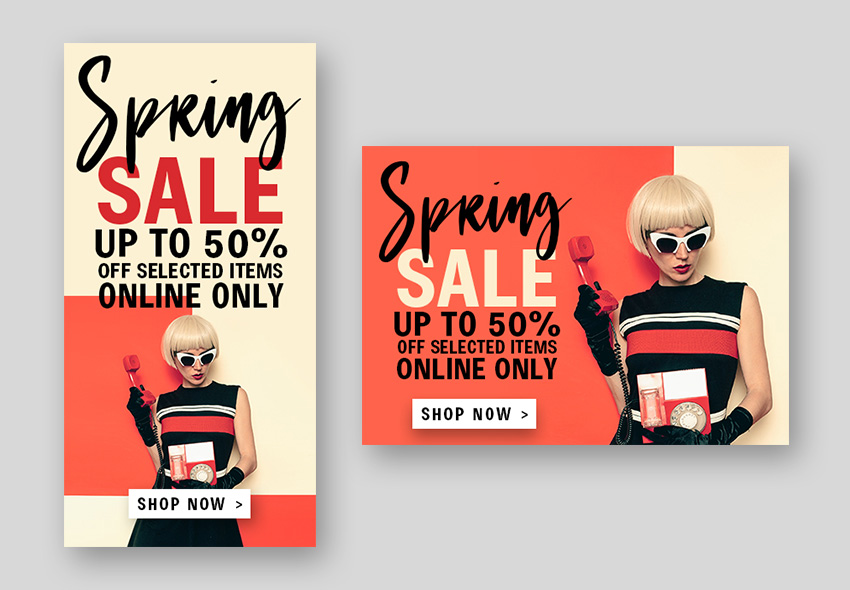 Spring
SALE
UP TO 50%
OFF SELECTED ITEMS
ONLINE ONLY
SHOP NOW >
Spring
SALE
UP TO 50%
OFF SELECTED ITEMS
ONLINE ONLY
SHOP NOW >